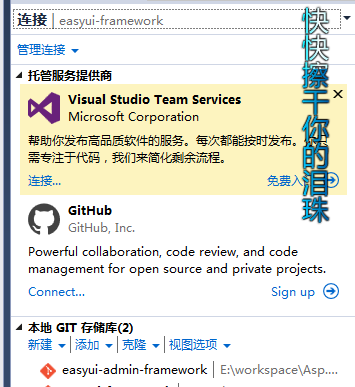 连接 | easyui-framework
管理连接
托管服务提供商
Visual Studio Team Services
Microsoft Corporation
帮助你发布高品质软件的服务。每次都能按时发布。你
需专注于代码，我们来简化剩余流程。
连接...
免费入
GitHub
GitHub, Inc.
Powerful collaboration, code review, and code
management for open source and private projects.
Connect...
Sign up
本地 GIT 存储库(2)
新建 | 添加 | 克隆 | 视图选项
easyui-admin-framework | E:\workspace\Asp....
快快擦干你的泪珠